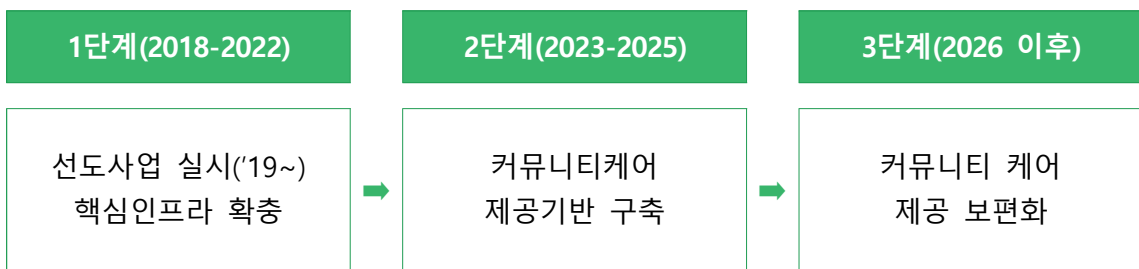 1단계(2018-2022)
2단계(2023-2025)
3단계(2026 이후)
선도사업 실시('19~)
핵심인프라 확충
커뮤니티케어
제공기반 구축
커뮤니티 케어
제공 보편화